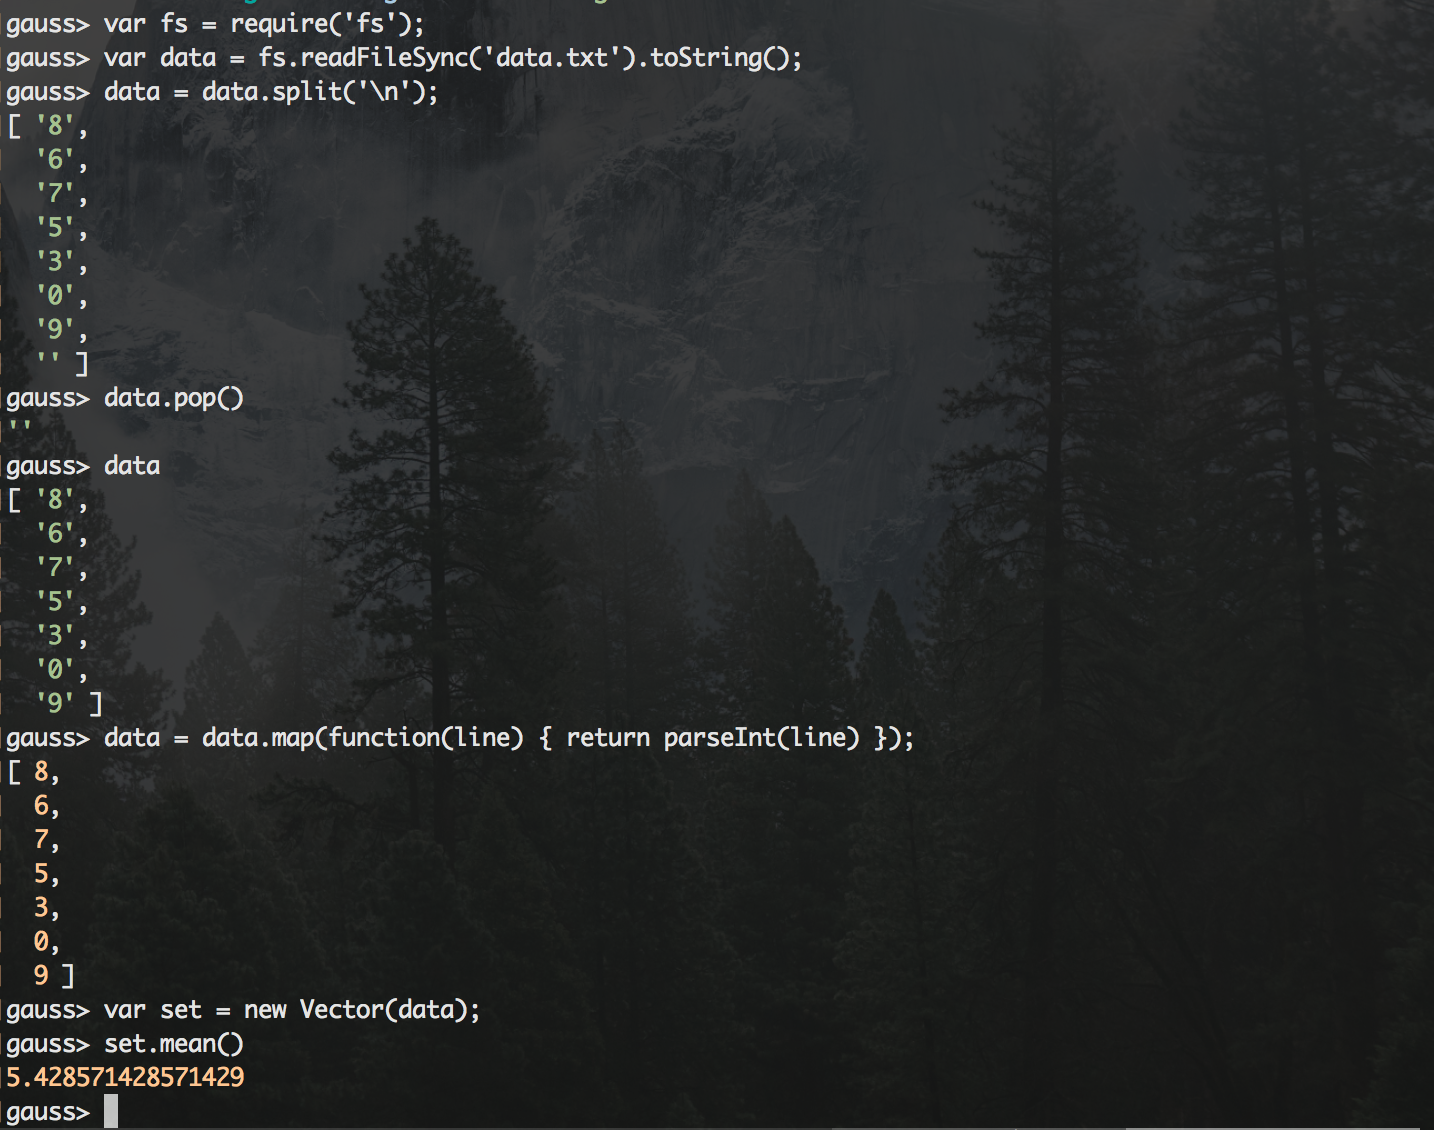 gauss> var fs = require('fs');
gauss> var data = fs.readFileSync('data.txt').toString();
gauss> data = data.split('\n');
[ '8',
  '6',
  '7',
  '5',
  '3',
  '0',
  '9',
  '' ]
gauss> data.pop()
''
gauss> data
[ '8',
  '6',
  '7',
  '5',
  '3',
  '0',
  '9' ]
gauss> data = data.map(function(line) { return parseInt(line) });
[ 8,
  6,
  7,
  5,
  3,
  0,
  9 ]
gauss> var set = new Vector(data);
gauss> set.mean()
5.428571428571429
gauss>